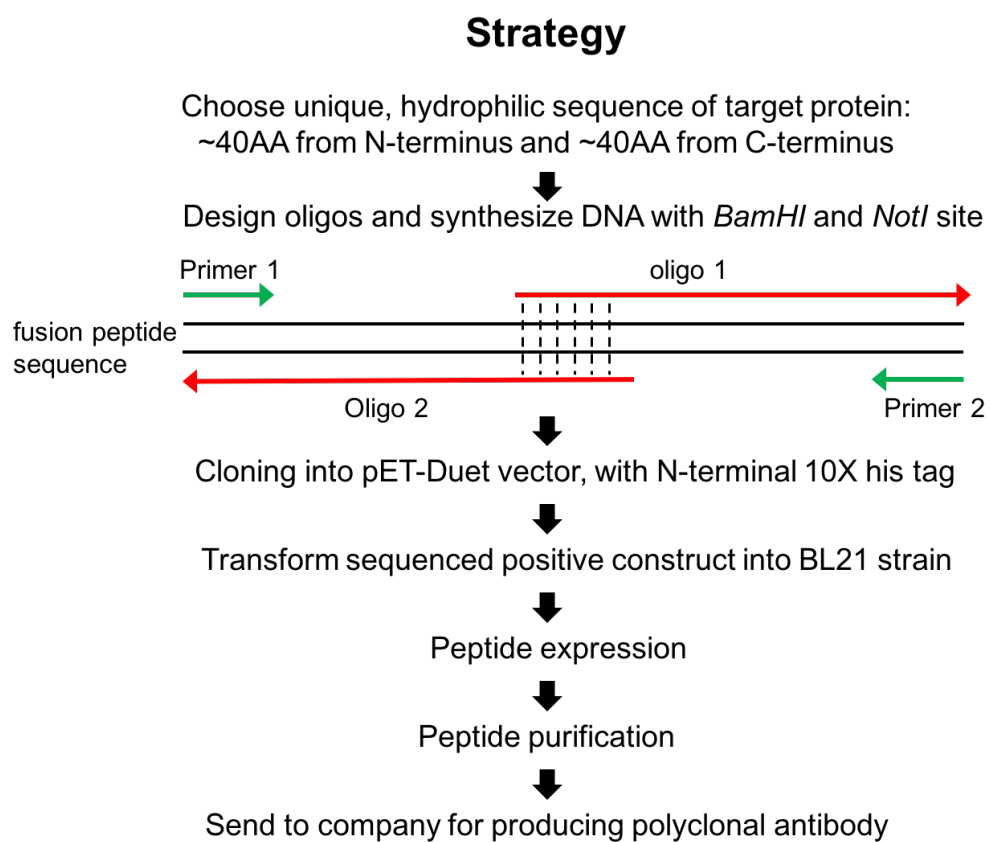 Strategy
Choose unique, hydrophilic sequence of target protein:
~40AA from N-terminus and ~40AA from C-terminus
Design oligos and synthesize DNA with BamHI and NotI site
Primer 1
oligo 1
fusion peptide
sequence
Oligo 2
Primer 2
Cloning into pET-Duet vector, with N-terminal 10X his tag
Transform sequenced positive construct into BL21 strain
Peptide expression
Peptide purification
Send to company for producing polyclonal antibody